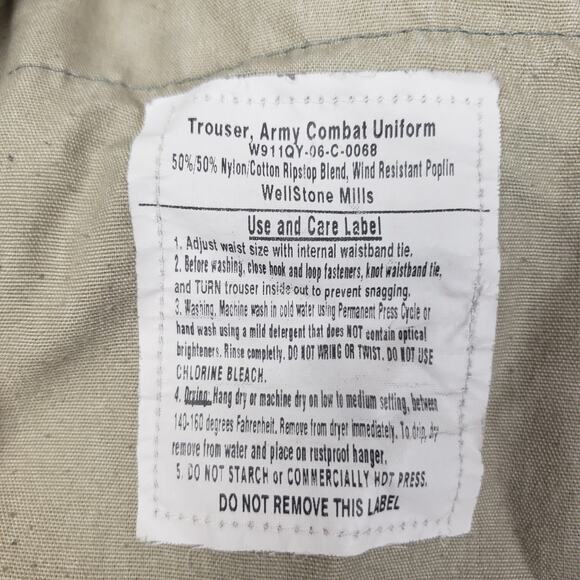 Trouser, Army Combat Uniform
W911QY-06-C-0068
50%/50% Nylon/Cotton Ripstop Blend, Wind Resistant Poplin
WellStone Mills
Use and Care Label
1. Adjust waist size with internal waistband tie.
2. Before washing, close hook and loop fasteners, knot waistband tie,
and TURN trouser inside out to prevent snagging.
3. Washing. Machine wash in cold water using Permanent Press Cycle or
hand wash using a mild detergent that does NOT contain optical
brighteners. Rinse completly. DO NOT WRING OR TWIST. DO NOT USE
CHLORINE BLEACH.
4. Drying. Hang dry or machine dry on low to medium setting, between
140-160 degrees Fahrenheit. Remove from dryer immediately. To drip, dry
remove from water and place on rustproof hanger.
5. DO NOT STARCH or COMMERCIALLY HOT PRESS.
DO NOT REMOVE THIS LABEL